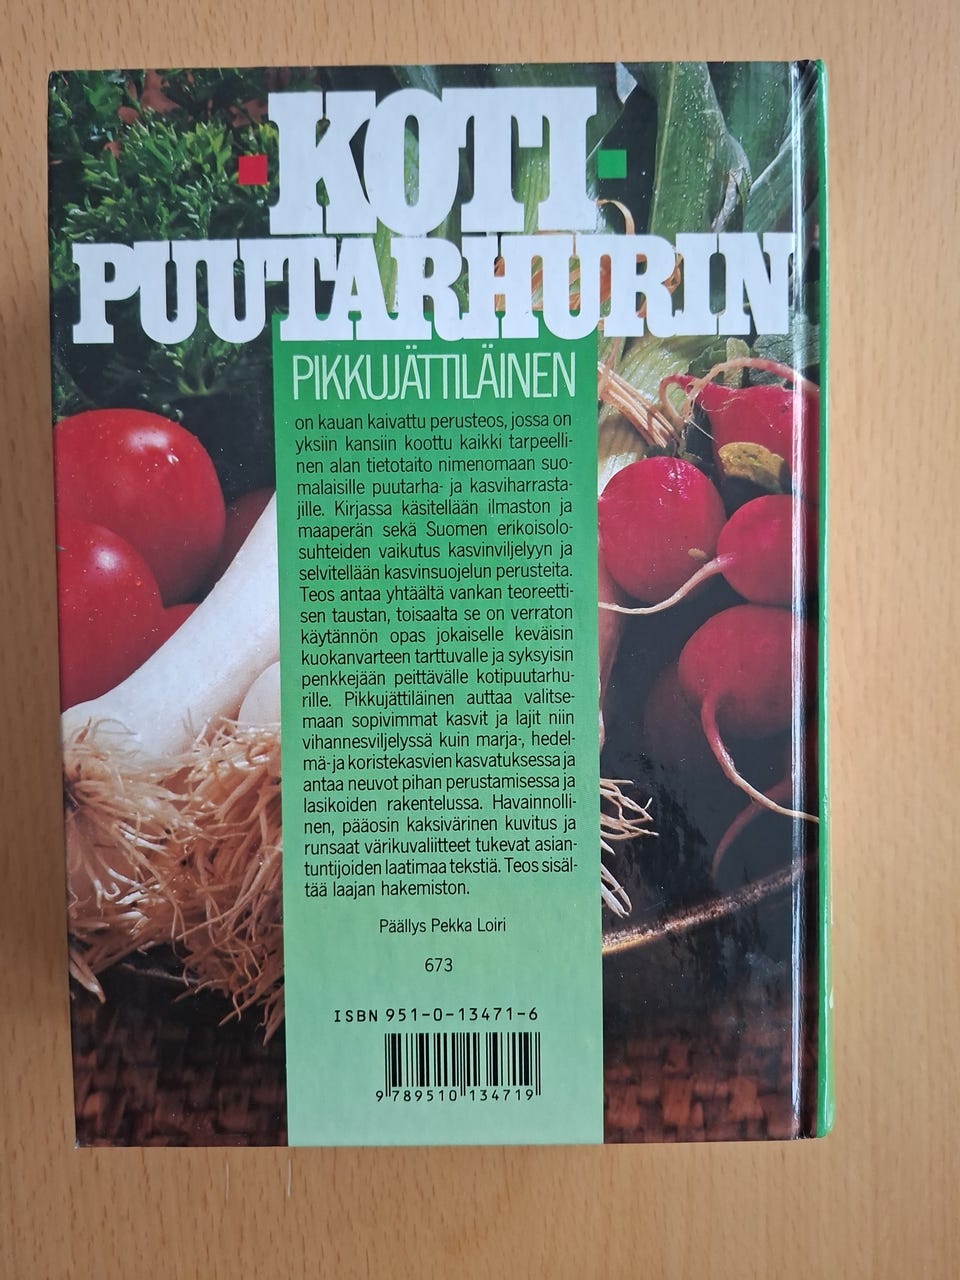 KOTI
PUUTARHURIN
PIKKUJÄTTILÄINEN
on kauan kaivattu perusteos, jossa on
yksiin kansiin koottu kaikki tarpeelli-
nen alan tietotaito nimenomaan suo-
malaisille puutarha- ja kasviharrasta-
jille. Kirjassa käsitellään ilmaston ja
maaperän sekä Suomen erikoisolo-
suhteiden vaikutus kasvinviljelyyn ja
selvitellään kasvinsuojelun perusteita.
Teos antaa yhtäältä vankan teoreetti-
sen taustan, toisaalta se on verraton
käytännön opas jokaiselle keväisin
kuokanvarteen tarttuvalle ja syksyisin
penkkejään peittävälle kotipuutarhu-
rille. Pikkujättiläinen auttaa valitse-
maan sopivimmat kasvit ja lajit niin
vihannesviljelyssä kuin marja-, hedel-
mä- ja koristekasvien kasvatuksessa ja
antaa neuvot pihan perustamisessa ja
lasikoiden rakentelussa. Havainnolli-
nen, pääosin kaksivärinen kuvitus ja
runsaat värikuvaliitteet tukevat asian-
tuntijoiden laatimaa tekstiä. Teos sisäl-
tää laajan hakemiston.
Päällys Pekka Loiri
673
ISBN 951-0-13471-6
9 789510 134719